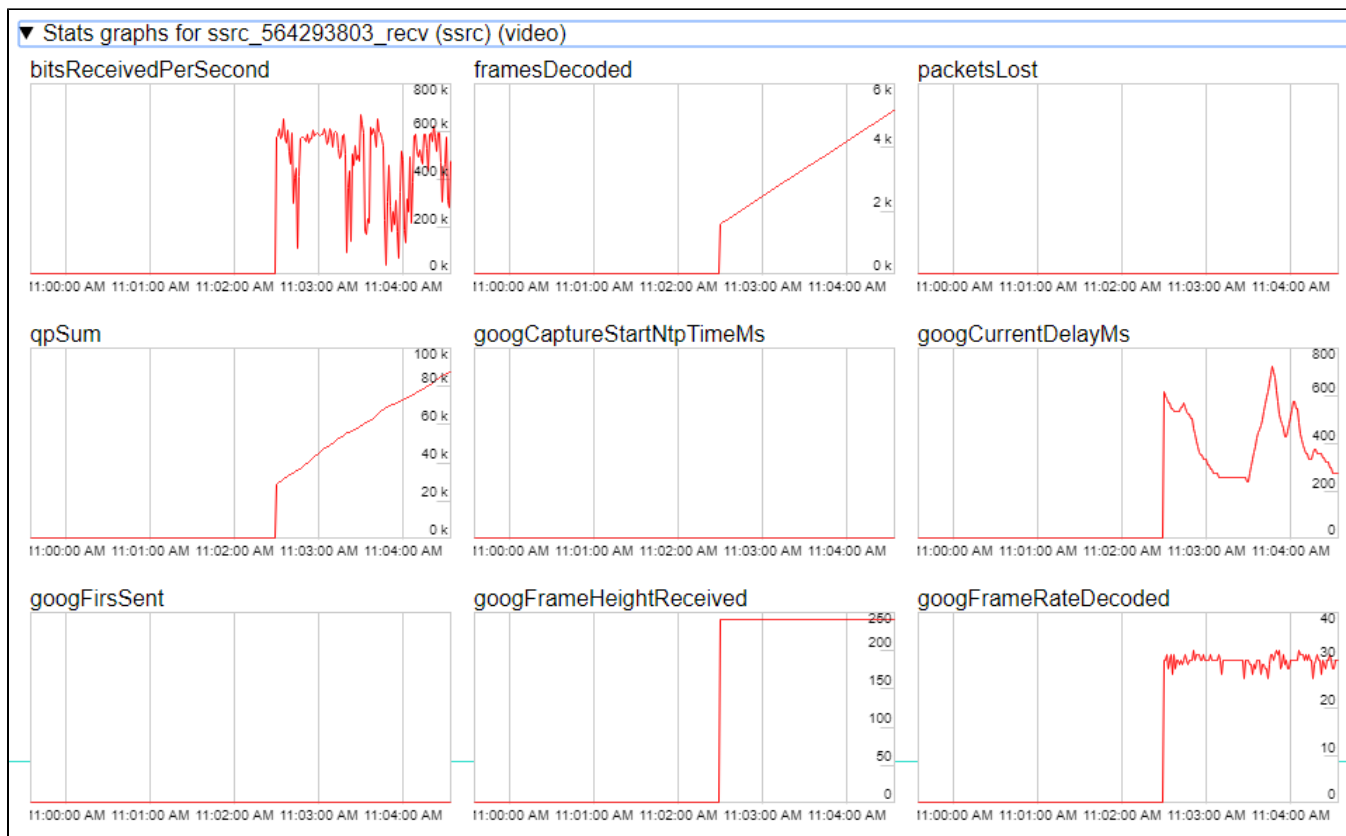 ▼ Stats graphs for ssrc_564293803_recv (ssrc) (video)
bitsReceivedPerSecond
800 k
600 k
400 k
200 k
0 k
11:00:00 AM 11:01:00 AM 11:02:00 AM 11:03:00 AM 11:04:00 AM
framesDecoded
6 k
4 k
2 k
0 k
11:00:00 AM 11:01:00 AM 11:02:00 AM 11:03:00 AM 11:04:00 AM
packetsLost
11:00:00 AM 11:01:00 AM 11:02:00 AM 11:03:00 AM 11:04:00 AM
qpSum
100 k
80 k
60 k
40 k
20 k
0 k
11:00:00 AM 11:01:00 AM 11:02:00 AM 11:03:00 AM 11:04:00 AM
googCaptureStartNtpTimeMs
11:00:00 AM 11:01:00 AM 11:02:00 AM 11:03:00 AM 11:04:00 AM
googCurrentDelayMs
800
600
400
200
0
11:00:00 AM 11:01:00 AM 11:02:00 AM 11:03:00 AM 11:04:00 AM
googFirsSent
11:00:00 AM 11:01:00 AM 11:02:00 AM 11:03:00 AM 11:04:00 AM
googFrameHeightReceived
250
200
150
100
50
0
11:00:00 AM 11:01:00 AM 11:02:00 AM 11:03:00 AM 11:04:00 AM
googFrameRateDecoded
40
30
20
10
0
11:00:00 AM 11:01:00 AM 11:02:00 AM 11:03:00 AM 11:04:00 AM